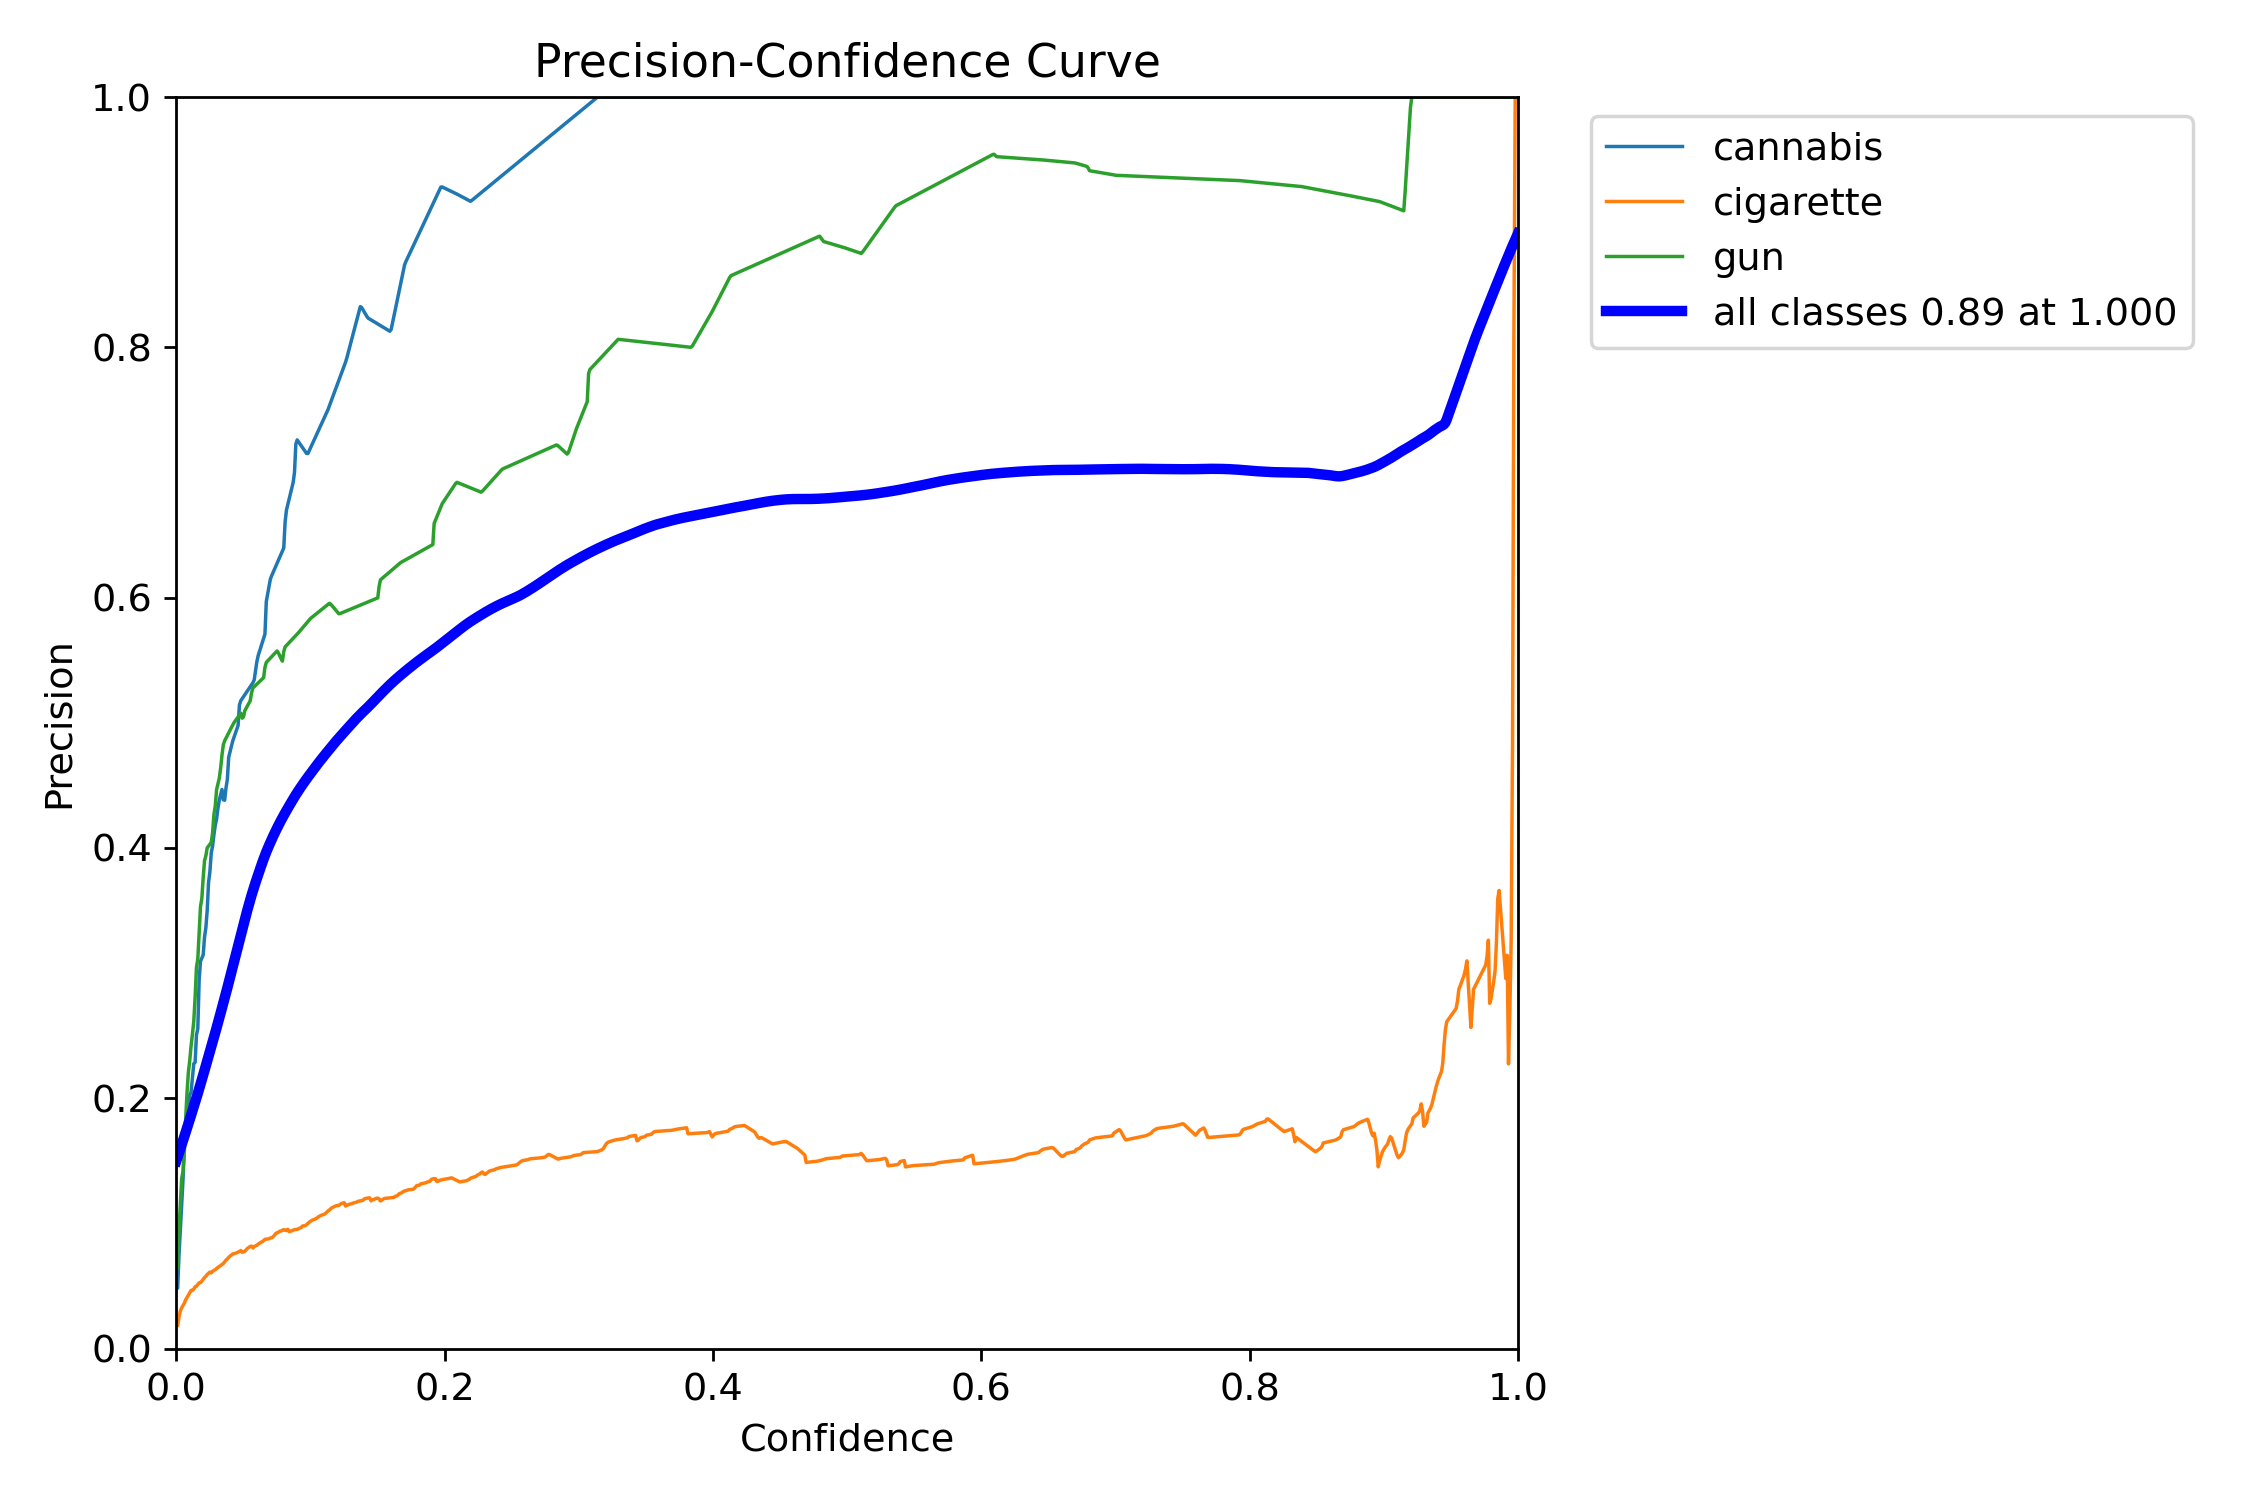 Precision-Confidence Curve
1.0
0.8
0.6
0.4
0.2
0.0
Precision
0.0 0.2 0.4 0.6 0.8 1.0
Confidence
cannabis
cigarette
gun
all classes 0.89 at 1.000